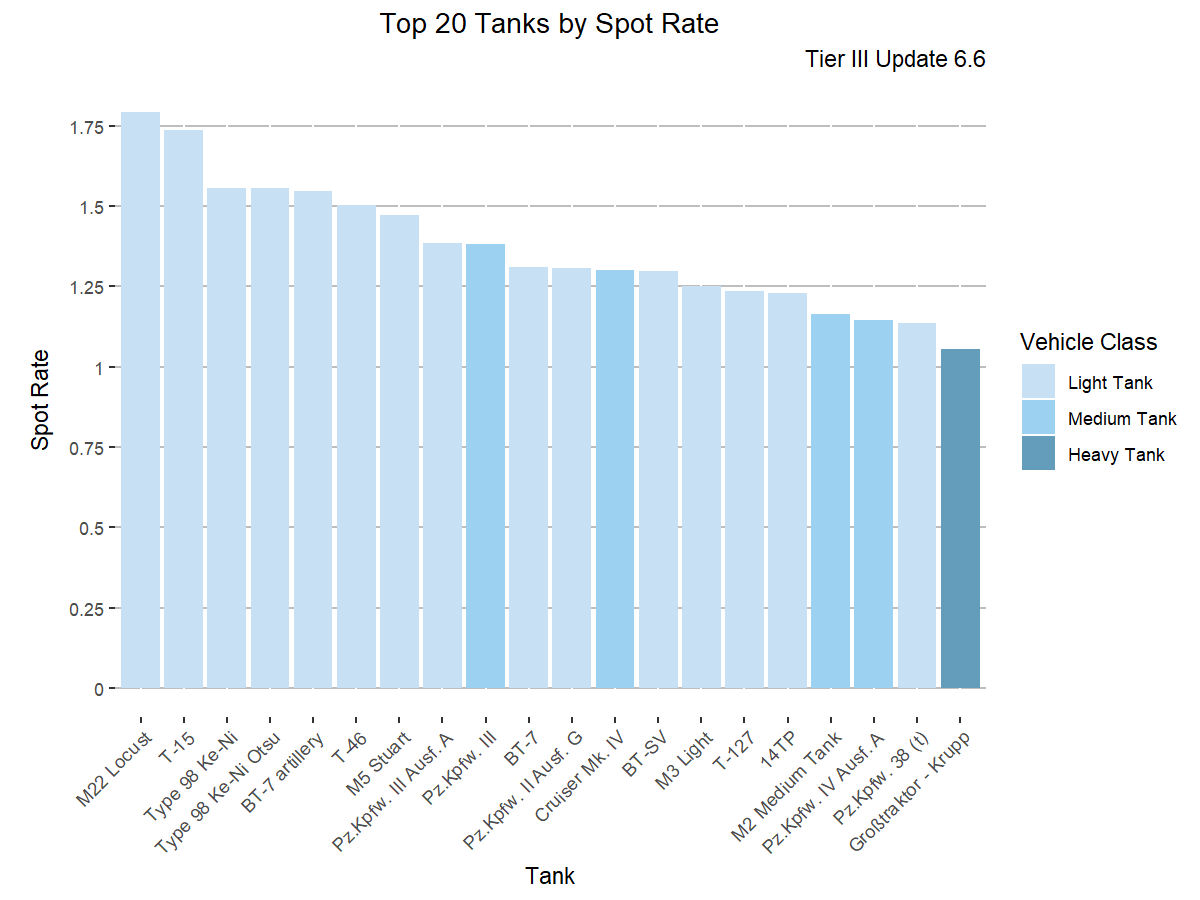 Top 20 Tanks by Spot Rate
Tier III Update 6.6
1.75
1.5
1.25
1
0.75
0.5
0.25
0
Spot Rate
M22 Locust
T-15
Type 98 Ke-Ni
Type 98 Ke-Ni Otsu
BT-7 artillery
T-46
M5 Stuart
Pz.Kpfw. III Ausf. A
Pz.Kpfw. III
BT-7
Pz.Kpfw. II Ausf. G
Cruiser Mk. IV
BT-SV
M3 Light
T-127
14TP
M2 Medium Tank
Pz.Kpfw. IV Ausf. A
Pz.Kpfw. 38 (t)
Großtraktor - Krupp
Tank
Vehicle Class
Light Tank
Medium Tank
Heavy Tank